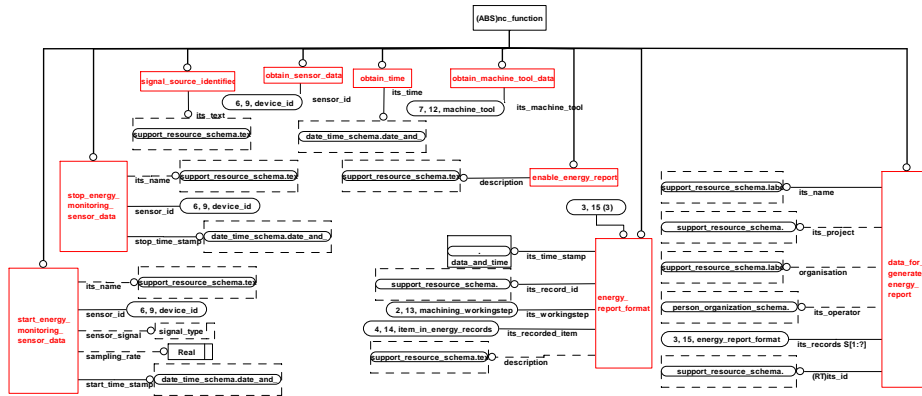 (ABS)nc_function
signal_source_identified
its_text
support_resource_schema.tex
obtain_sensor_data
6, 9, device_id
sensor_id
obtain_time
its_time
date_time_schema.date_and_
obtain_machine_tool_data
7, 12, machine_tool
its_machine_tool
stop_energy_
monitoring_
sensor_data
its_name
support_resource_schema.tex
sensor_id
6, 9, device_id
stop_time_stamp
date_time_schema.date_and_
support_resource_schema.tex
description
enable_energy_report
3, 15 (3)
start_energy_
monitoring_
sensor_data
its_name
support_resource_schema.tex
sensor_id
6, 9, device_id
sensor_signal
signal_type
sampling_rate
Real
start_time_stamp
date_time_schema.date_and_
energy_
report_format
.
data_and_time
its_time_stamp
support_resource_schema.
its_record_id
2, 13, machining_workingstep
its_workingstep
4, 14, item_in_energy_records
its_recorded_item
support_resource_schema.tex
description
data_for_
generate_
energy_
report
support_resource_schema.labe
its_name
support_resource_schema.
its_project
support_resource_schema.labe
organisation
person_organization_schema.
its_operator
3, 15, energy_report_format
its_records S[1:?]
support_resource_schema.
(RT)its_id